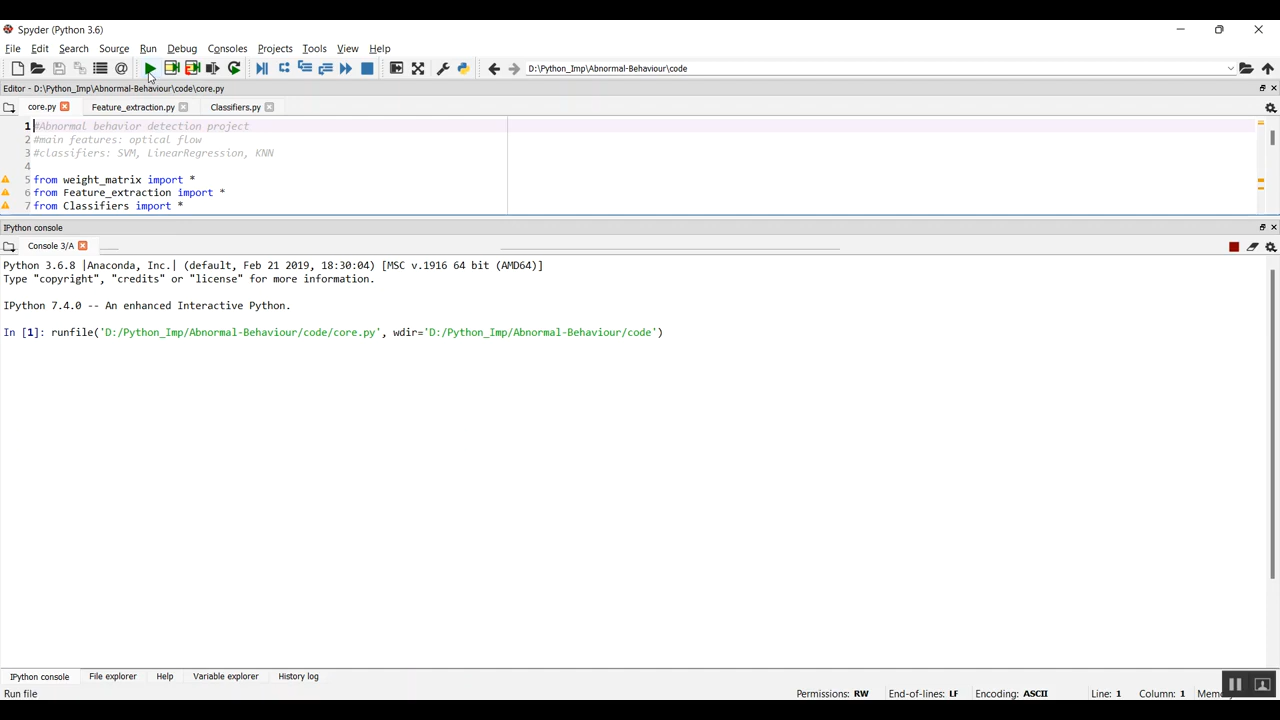 Spyder (Python 3.6)
File Edit Search Source Run Debug Consoles Projects Tools View Help
D:\Python_Imp\Abnormal-Behaviour\code
Editor - D:\Python_Imp\Abnormal-Behaviour\code\core.py
core.py Feature_extraction.py Classifiers.py
1 #Abnormal behavior detection project
2 #main features: optical flow
3 #classifiers: SVM, LinearRegression, KNN
4
5 from weight_matrix import *
6 from Feature_extraction import *
7 from Classifiers import *
IPython console
Console 3/A
Python 3.6.8 |Anaconda, Inc.| (default, Feb 21 2019, 18:30:04) [MSC v.1916 64 bit (AMD64)]
Type "copyright", "credits" or "license" for more information.
IPython 7.4.0 -- An enhanced Interactive Python.
In [1]: runfile('D:/Python_Imp/Abnormal-Behaviour/code/core.py', wdir='D:/Python_Imp/Abnormal-Behaviour/code')
IPython console File explorer Help Variable explorer History log
Run file Permissions: RW End-of-lines: LF Encoding: ASCII Line: 1 Column: 1